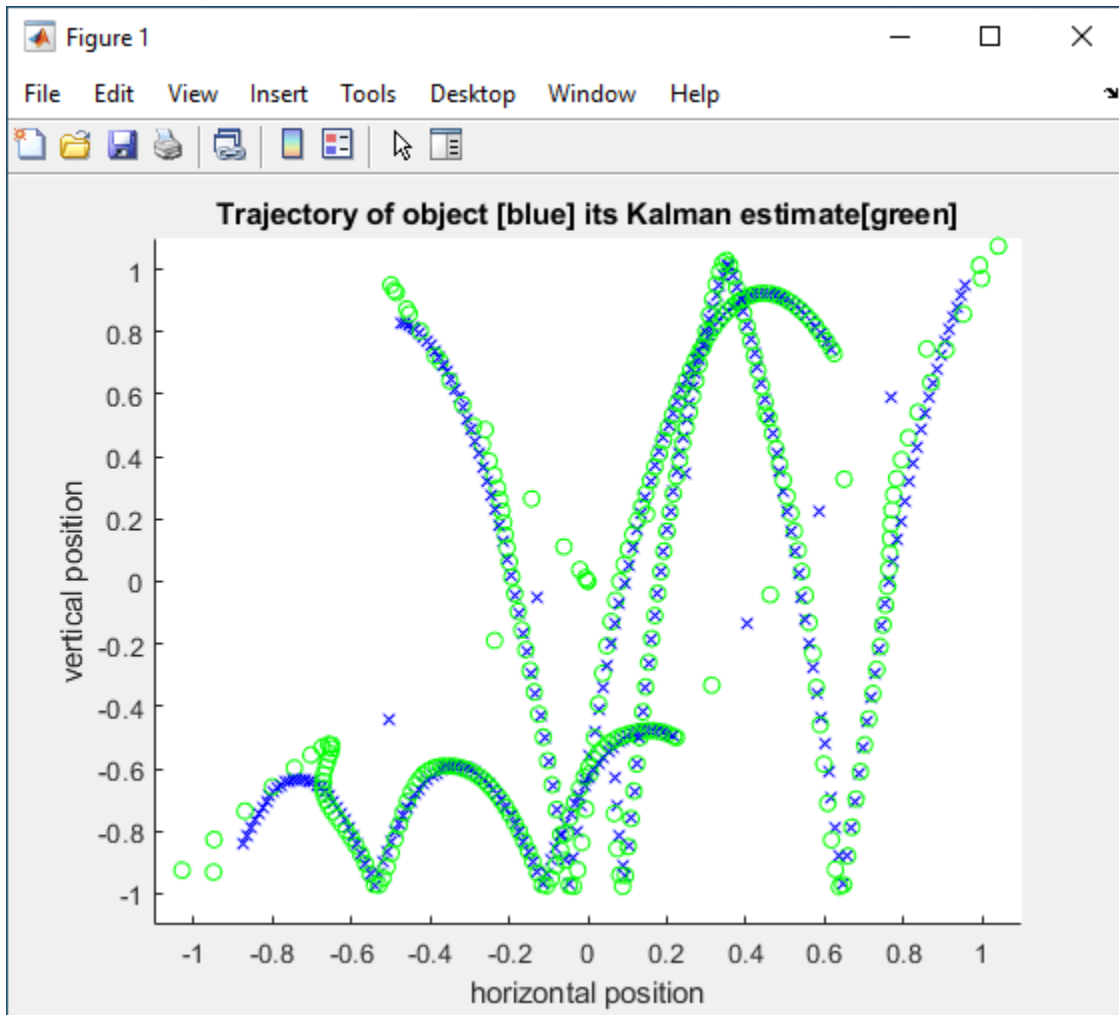 Figure 1
File Edit View Insert Tools Desktop Window Help
Trajectory of object [blue] its Kalman estimate[green]
1
0.8
0.6
0.4
0.2
0
-0.2
-0.4
-0.6
-0.8
-1
vertical position
-1 -0.8 -0.6 -0.4 -0.2 0 0.2 0.4 0.6 0.8 1
horizontal position